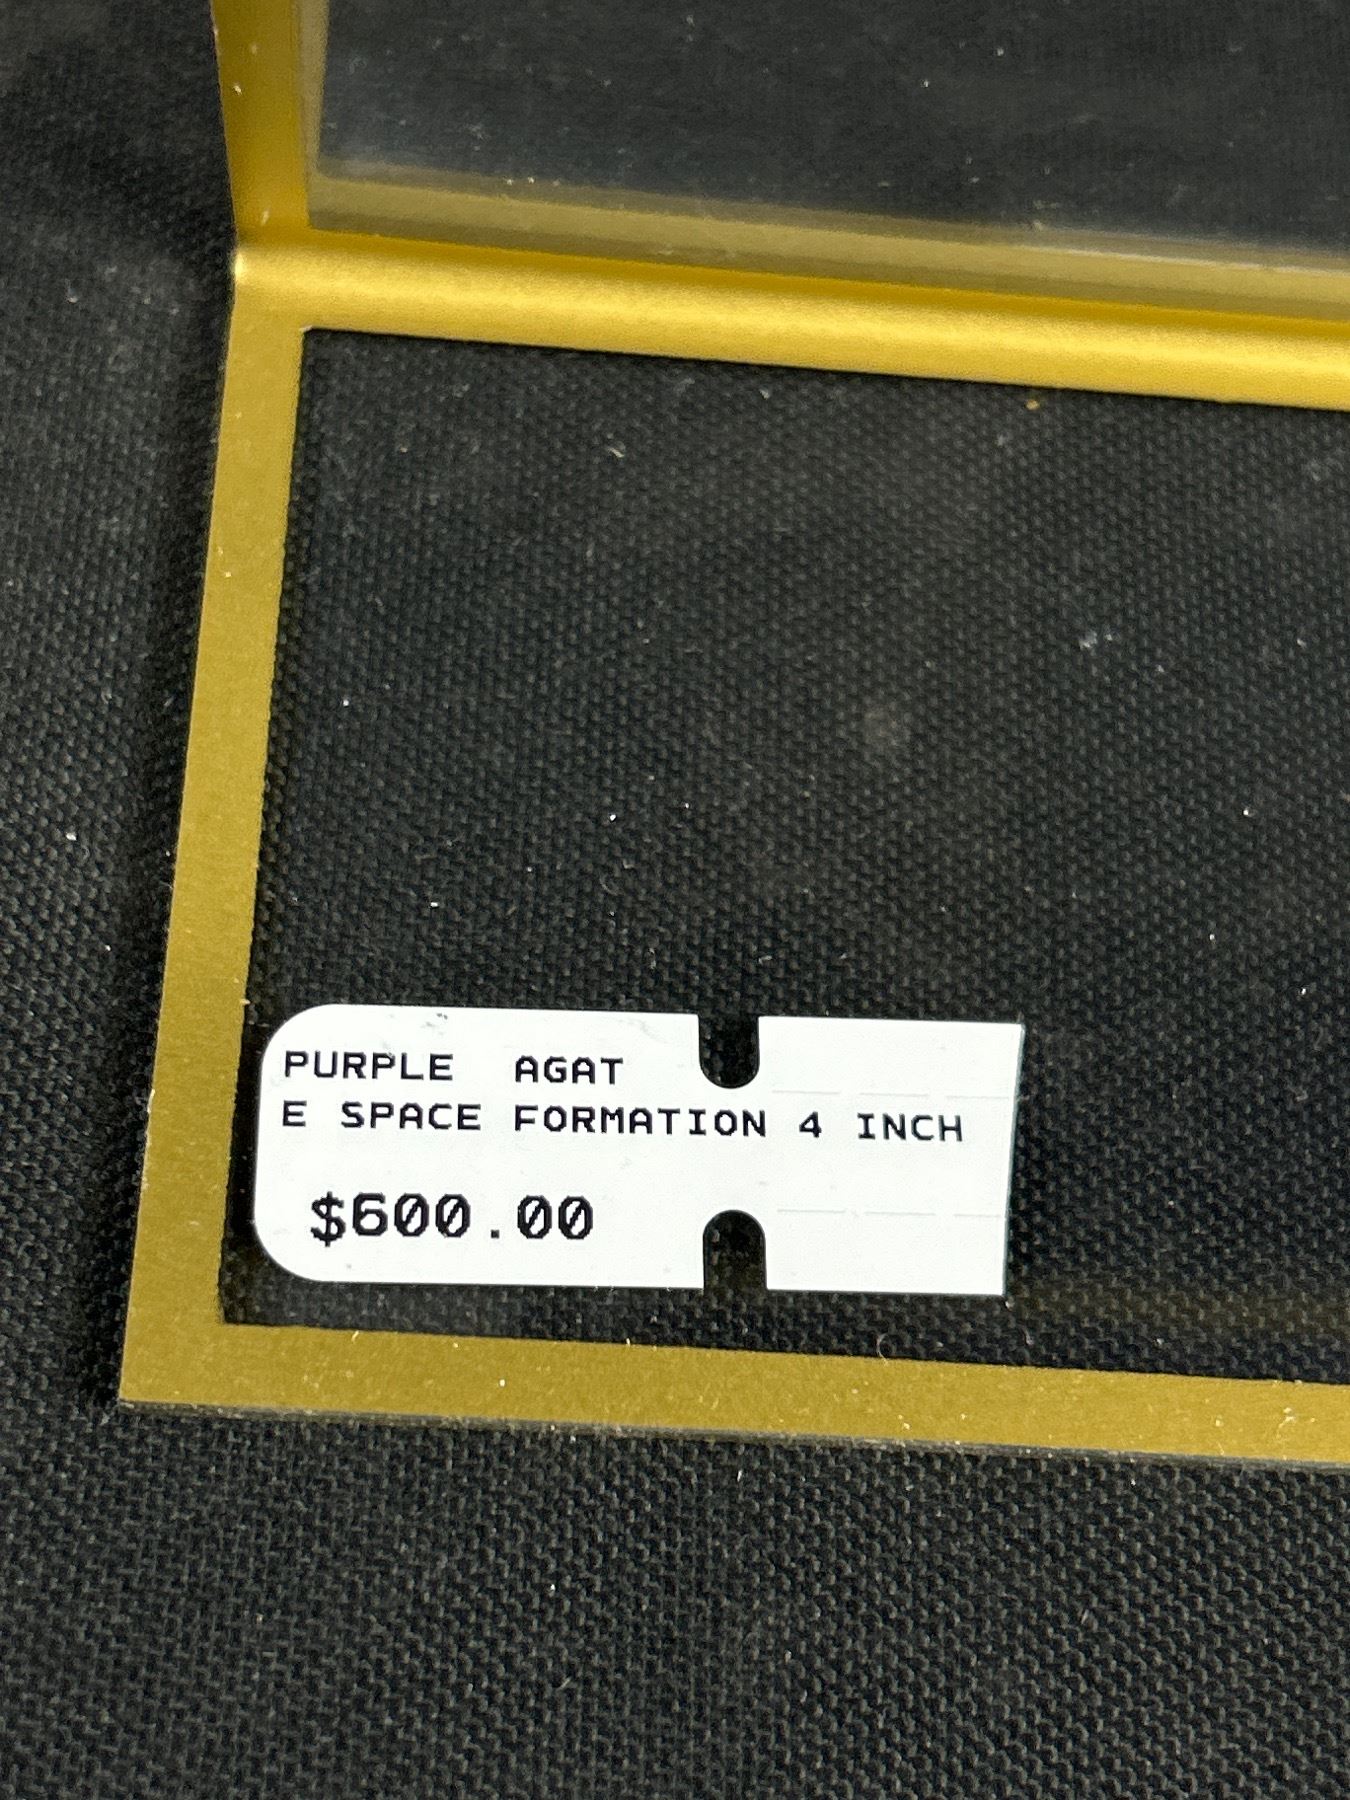 PURPLE  AGAT
E SPACE FORMATION 4 INCH
$600.00